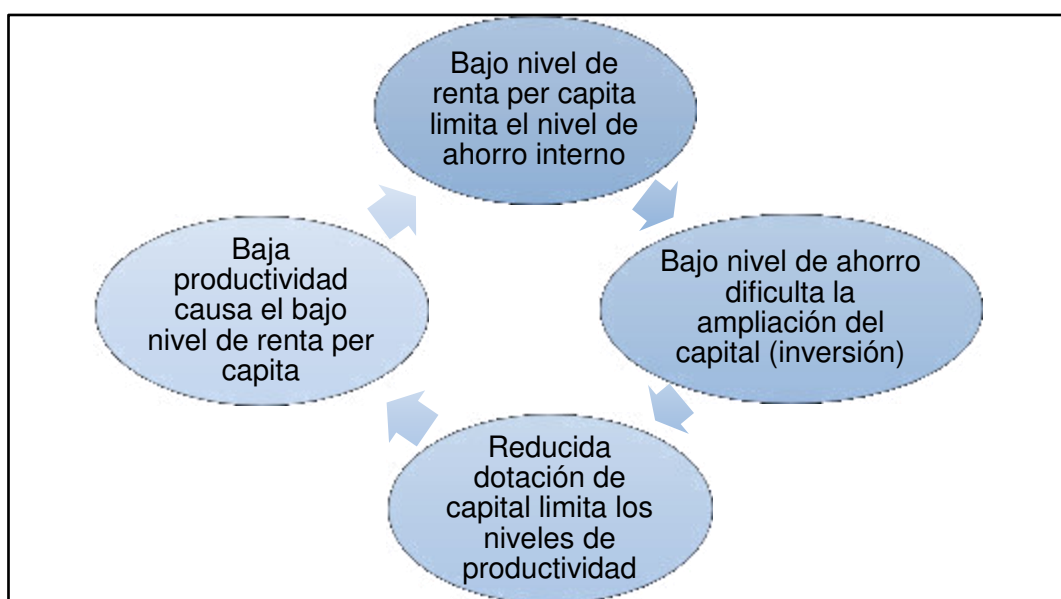 Bajo nivel de
renta per capita
limita el nivel de
ahorro interno
Bajo nivel de ahorro
dificulta la
ampliación del
capital (inversión)
Reducida
dotación de
capital limita los
niveles de
productividad
Baja
productividad
causa el bajo
nivel de renta per
capita